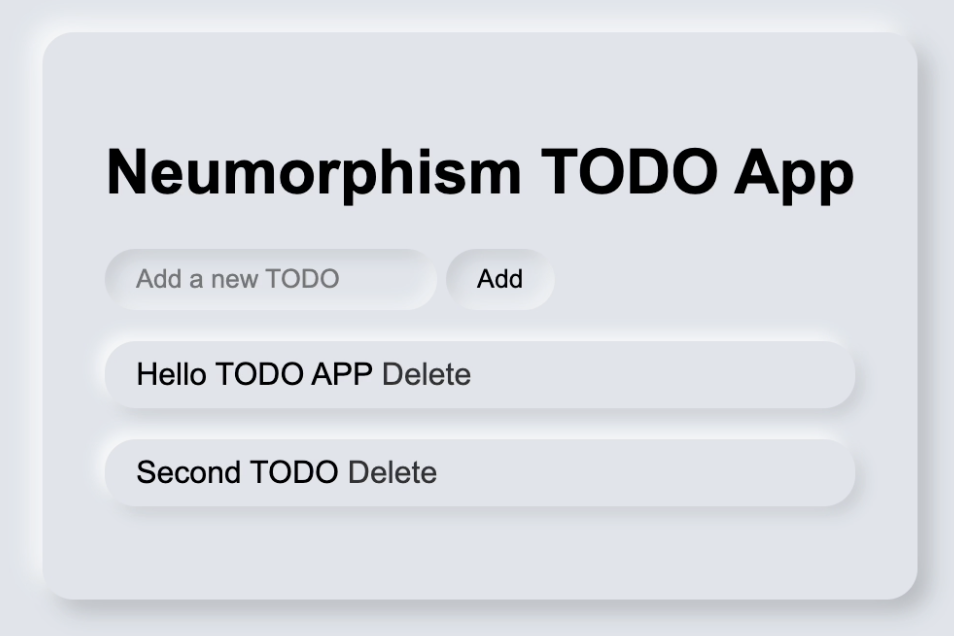 Neumorphism TODO App
Add a new TODO Add
Hello TODO APP Delete
Second TODO Delete